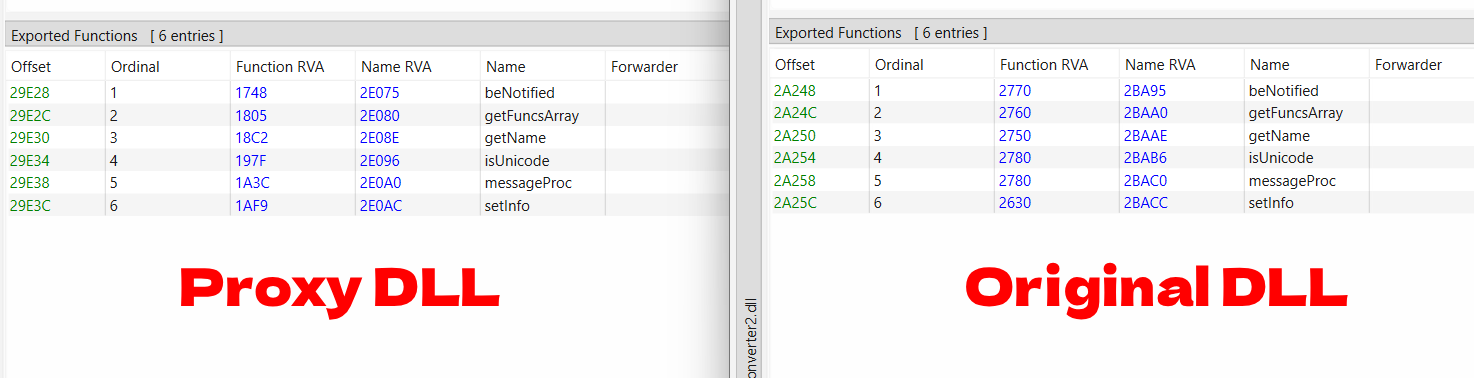 Exported Functions [ 6 entries ]
Offset Ordinal Function RVA Name RVA Name Forwarder
29E28 1 1748 2E075 beNotified
29E2C 2 1805 2E080 getFuncsArray
29E30 3 18C2 2E08E getName
29E34 4 197F 2E096 isUnicode
29E38 5 1A3C 2E0A0 messageProc
29E3C 6 1AF9 2E0AC setInfo
Proxy DLL
onverter2.dll
Exported Functions [ 6 entries ]
Offset Ordinal Function RVA Name RVA Name Forwarder
2A248 1 2770 2BA95 beNotified
2A24C 2 2760 2BAA0 getFuncsArray
2A250 3 2750 2BAAE getName
2A254 4 2780 2BAB6 isUnicode
2A258 5 2780 2BAC0 messageProc
2A25C 6 2630 2BACC setInfo
Original DLL